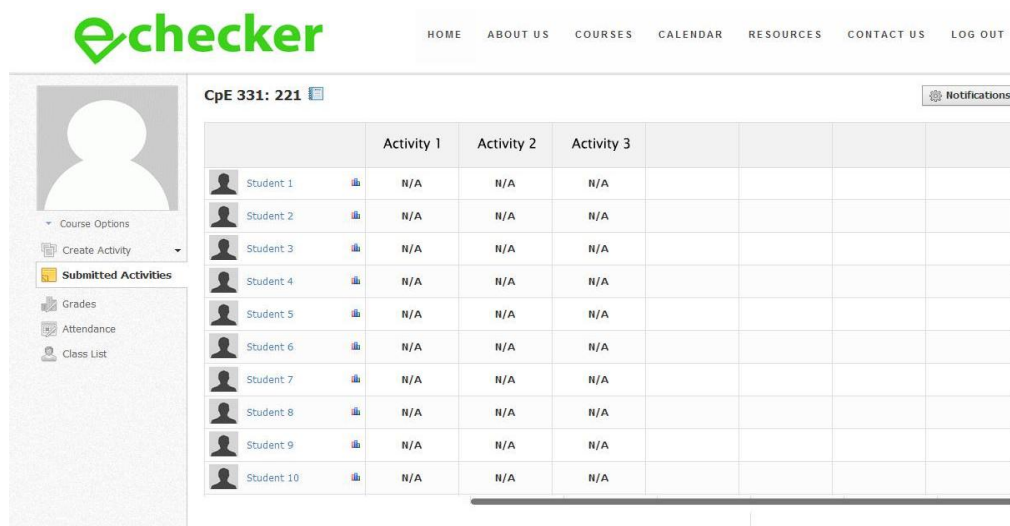 echecker
HOME ABOUT US COURSES CALENDAR RESOURCES CONTACT US LOG OUT
CpE 331: 221
Notifications
Course Options
Create Activity
Submitted Activities
Grades
Attendance
Class List
Activity 1 Activity 2 Activity 3
Student 1 N/A N/A N/A
Student 2 N/A N/A N/A
Student 3 N/A N/A N/A
Student 4 N/A N/A N/A
Student 5 N/A N/A N/A
Student 6 N/A N/A N/A
Student 7 N/A N/A N/A
Student 8 N/A N/A N/A
Student 9 N/A N/A N/A
Student 10 N/A N/A N/A